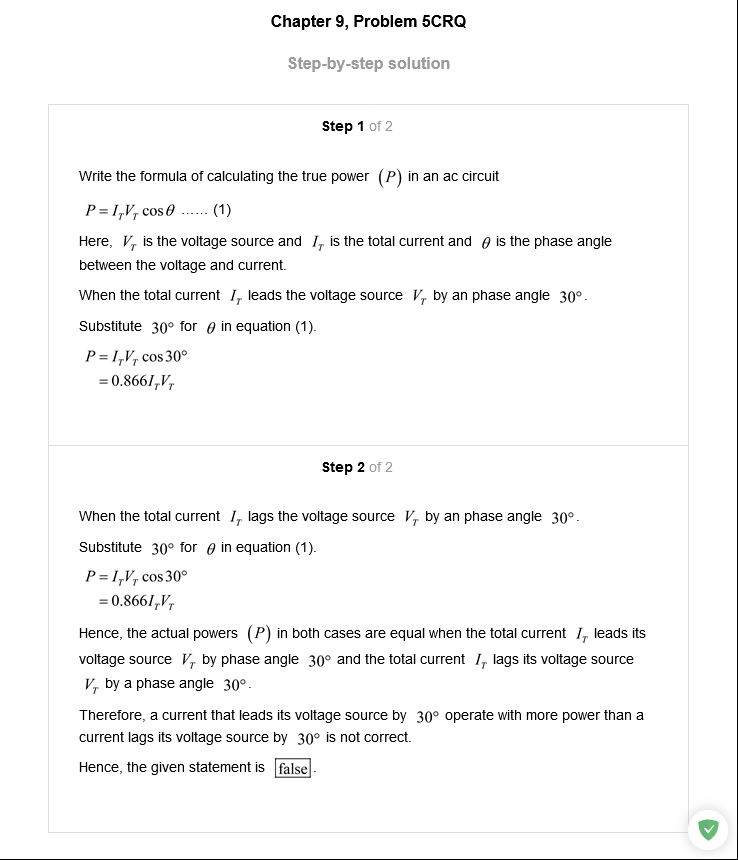 Chapter 9, Problem 5CRQ
Step-by-step solution
Step 1 of 2
Write the formula of calculating the true power (P) in an ac circuit
P = I_T V_T cos θ ...... (1)
Here, V_T is the voltage source and I_T is the total current and θ is the phase angle
between the voltage and current.
When the total current I_T leads the voltage source V_T by an phase angle 30°.
Substitute 30° for θ in equation (1).
P = I_T V_T cos 30°
= 0.866 I_T V_T
Step 2 of 2
When the total current I_T lags the voltage source V_T by an phase angle 30°.
Substitute 30° for θ in equation (1).
P = I_T V_T cos 30°
= 0.866 I_T V_T
Hence, the actual powers (P) in both cases are equal when the total current I_T leads its
voltage source V_T by phase angle 30° and the total current I_T lags its voltage source
V_T by a phase angle 30°.
Therefore, a current that leads its voltage source by 30° operate with more power than a
current lags its voltage source by 30° is not correct.
Hence, the given statement is false.